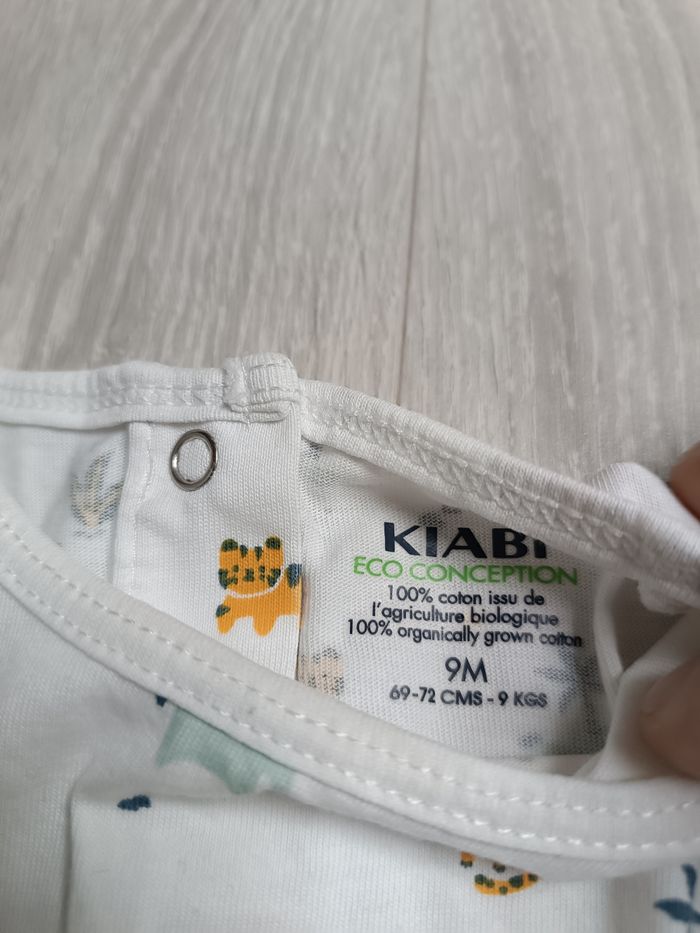 KIABI
ECO CONCEPTION
100% coton issu de
l'agriculture biologique
100% organically grown cotton
9M
69-72 CMS - 9 KGS